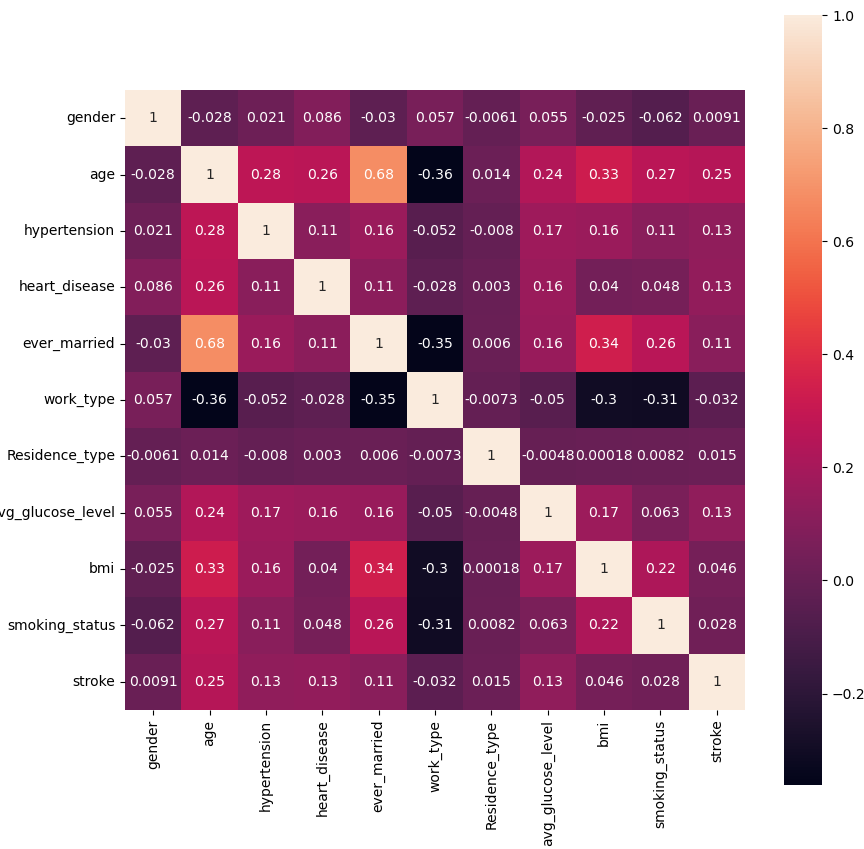 1.0
gender 1 -0.028 0.021 0.086 -0.03 0.057 -0.0061 0.055 -0.025 -0.062 0.0091
0.8
age -0.028 1 0.28 0.26 0.68 -0.36 0.014 0.24 0.33 0.27 0.25
hypertension 0.021 0.28 1 0.11 0.16 -0.052 -0.008 0.17 0.16 0.11 0.13
0.6
heart_disease 0.086 0.26 0.11 1 0.11 -0.028 0.003 0.16 0.04 0.048 0.13
ever_married -0.03 0.68 0.16 0.11 1 -0.35 0.006 0.16 0.34 0.26 0.11
0.4
work_type 0.057 -0.36 -0.052 -0.028 -0.35 1 -0.0073 -0.05 -0.3 -0.31 -0.032
Residence_type -0.0061 0.014 -0.008 0.003 0.006 -0.0073 1 -0.0048 0.00018 0.0082 0.015
0.2
vg_glucose_level 0.055 0.24 0.17 0.16 0.16 -0.05 -0.0048 1 0.17 0.063 0.13
bmi -0.025 0.33 0.16 0.04 0.34 -0.3 0.00018 0.17 1 0.22 0.046
0.0
smoking_status -0.062 0.27 0.11 0.048 0.26 -0.31 0.0082 0.063 0.22 1 0.028
stroke 0.0091 0.25 0.13 0.13 0.11 -0.032 0.015 0.13 0.046 0.028 1
-0.2
gender
age
hypertension
heart_disease
ever_married
work_type
Residence_type
avg_glucose_level
bmi
smoking_status
stroke